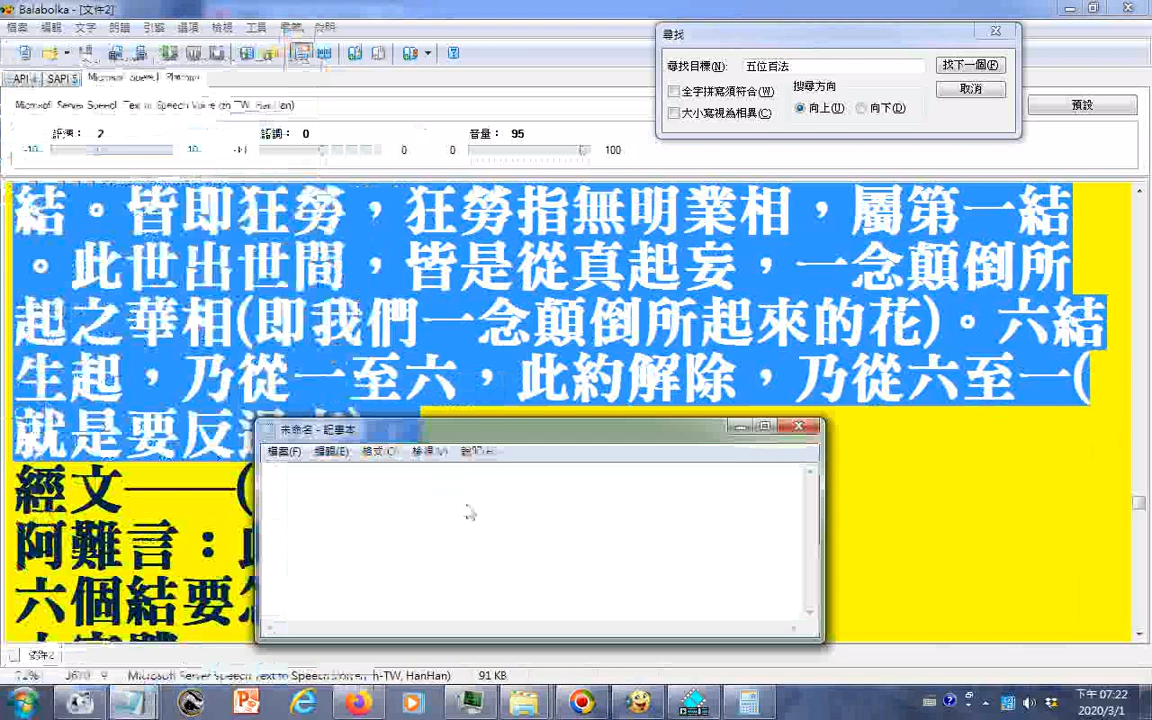 Balabolka - [文件2]
檔案 編輯 文字 朗讀 引擎 選項 檢視 工具 說明
SAPI 5
音量： 95
語調： 0
2
0 0 100
預設
尋找
尋找目標(N): 五位百法
找下一個(F)
全字拼寫須符合(W)
搜尋方向
取消
大小寫視為相異(C)
向上(U) 向下(D)
結。皆即狂勞，狂勞指無明業相，屬第一結
。此世出世間，皆是從真起妄，一念顛倒所
起之華相(即我們一念顛倒所起來的花)。六結
生起，乃從一至六，此約解除，乃從六至一(
就是要反
未命名 - 記事本
檔案(F) 編輯(E) 格式(O) 檢視(V)
經文——(
阿難言：
六個結要
文件2
91 KB
下午 07:22
2020/3/1